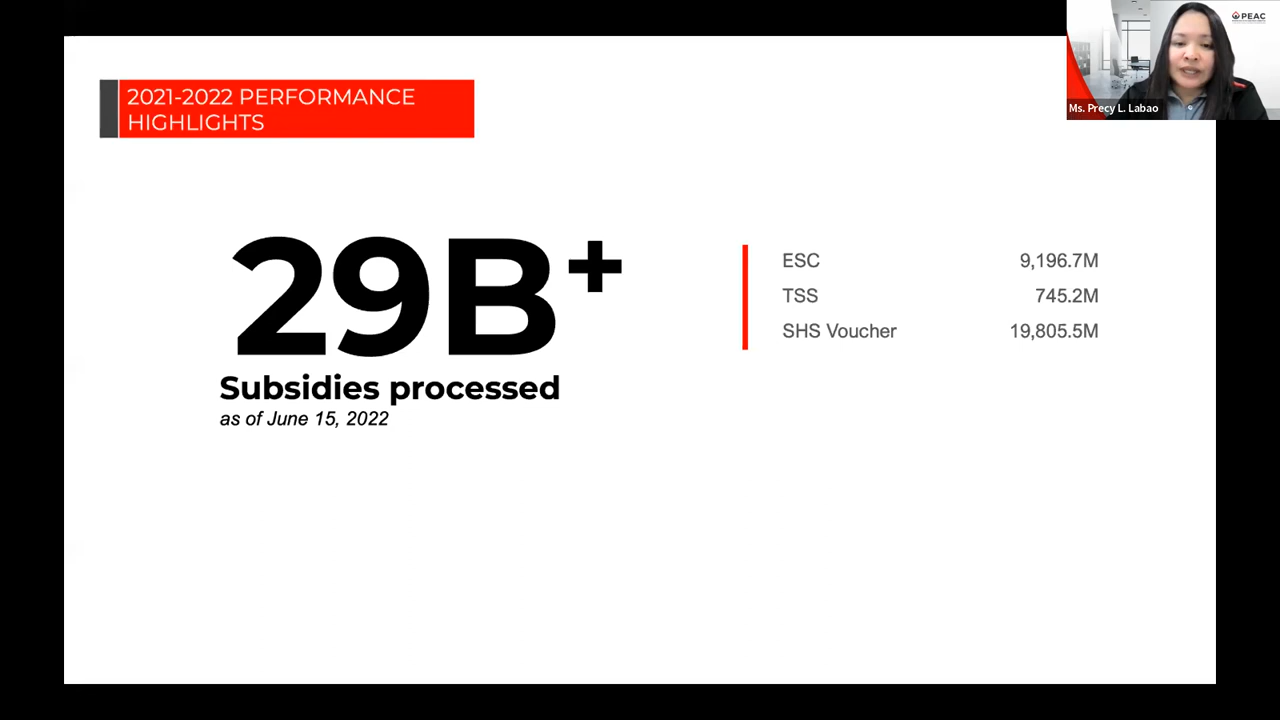 PEAC
Ms. Precy L. Labao
2021-2022 PERFORMANCE
HIGHLIGHTS
29B+
Subsidies processed
as of June 15, 2022
ESC 9,196.7M
TSS 745.2M
SHS Voucher 19,805.5M